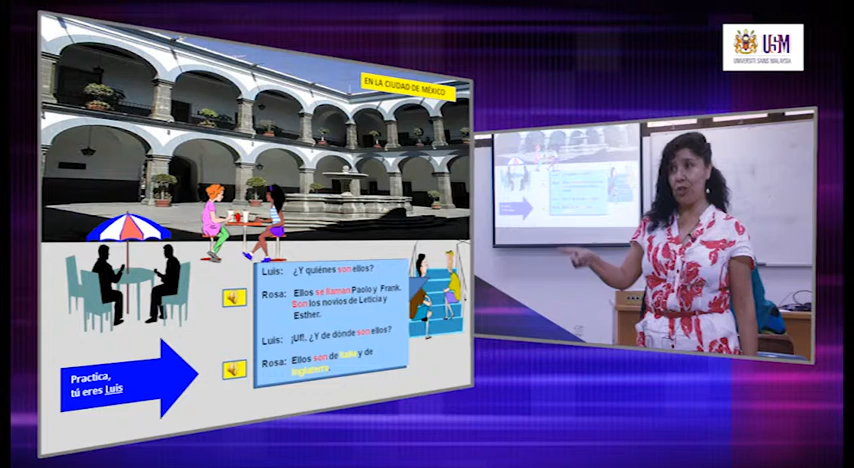 USM
UNIVERSITI SAINS MALAYSIA
EN LA CIUDAD DE MÉXICO
Luis: ¿Y quiénes son ellos?
Rosa: Ellos se llaman Paolo y Frank.
Son los novios de Leticia y
Esther.
Luis: ¡Uf!, ¿Y de dónde son ellos?
Rosa: Ellos son de Italia y de
Inglaterra.
Practica,
tú eres Luis